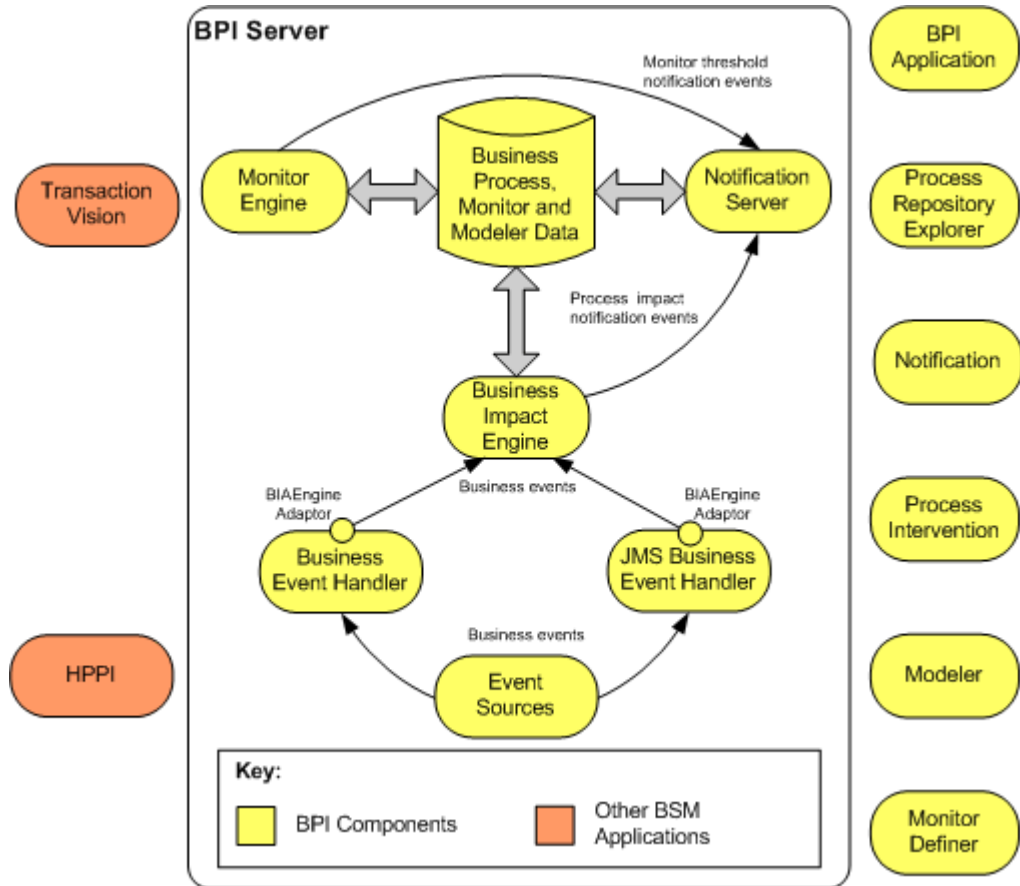 BPI Server
Monitor threshold
notification events
BPI
Application
Transaction
Vision
Monitor
Engine
Business
Process,
Monitor and
Modeler Data
Notification
Server
Process
Repository
Explorer
Process impact
notification events
Notification
Business
Impact
Engine
BIAEngine
Adaptor
Business events
BIAEngine
Adaptor
Business
Event Handler
JMS Business
Event Handler
Process
Intervention
Business events
HPPI
Event
Sources
Modeler
Key:
BPI Components
Other BSM
Applications
Monitor
Definer